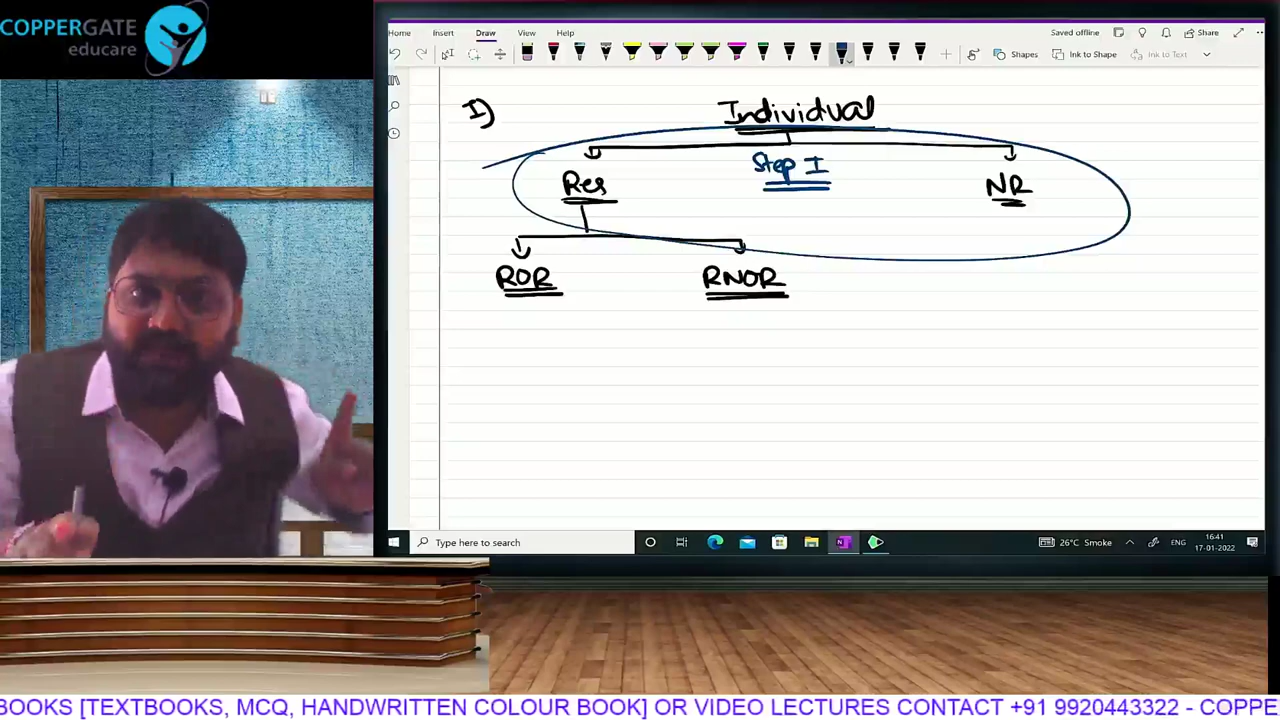 COPPERGATE
educare
Home Insert Draw View Help
Saved offline
Share
Shapes
Ink to Shape
Ink to Text
I) Individual
Step I
Res
NR
ROR
RNOR
Type here to search
26°C Smoke
ENG
16:41
17-01-2022
BOOKS [TEXTBOOKS, MCQ, HANDWRITTEN COLOUR BOOK] OR VIDEO LECTURES CONTACT +91 9920443322 - COPPE